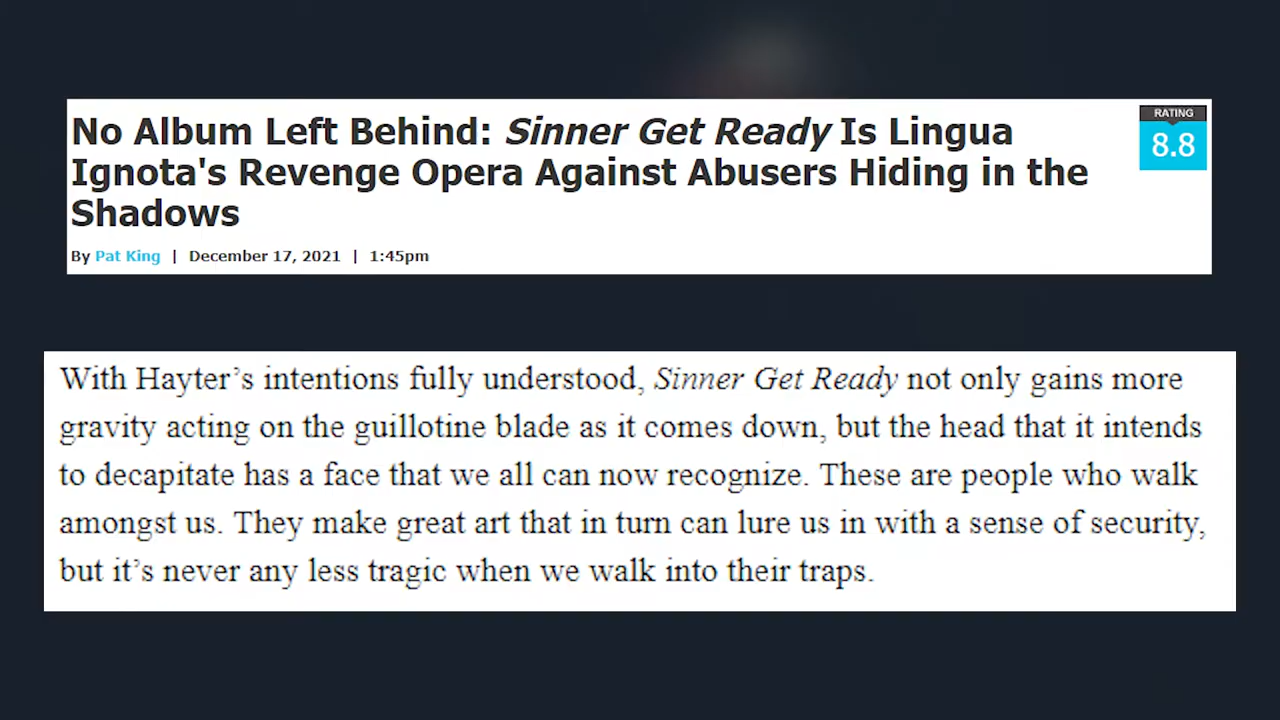 No Album Left Behind: Sinner Get Ready Is Lingua
Ignota's Revenge Opera Against Abusers Hiding in the
Shadows
RATING
8.8
By Pat King | December 17, 2021 | 1:45pm
With Hayter’s intentions fully understood, Sinner Get Ready not only gains more
gravity acting on the guillotine blade as it comes down, but the head that it intends
to decapitate has a face that we all can now recognize. These are people who walk
amongst us. They make great art that in turn can lure us in with a sense of security,
but it’s never any less tragic when we walk into their traps.